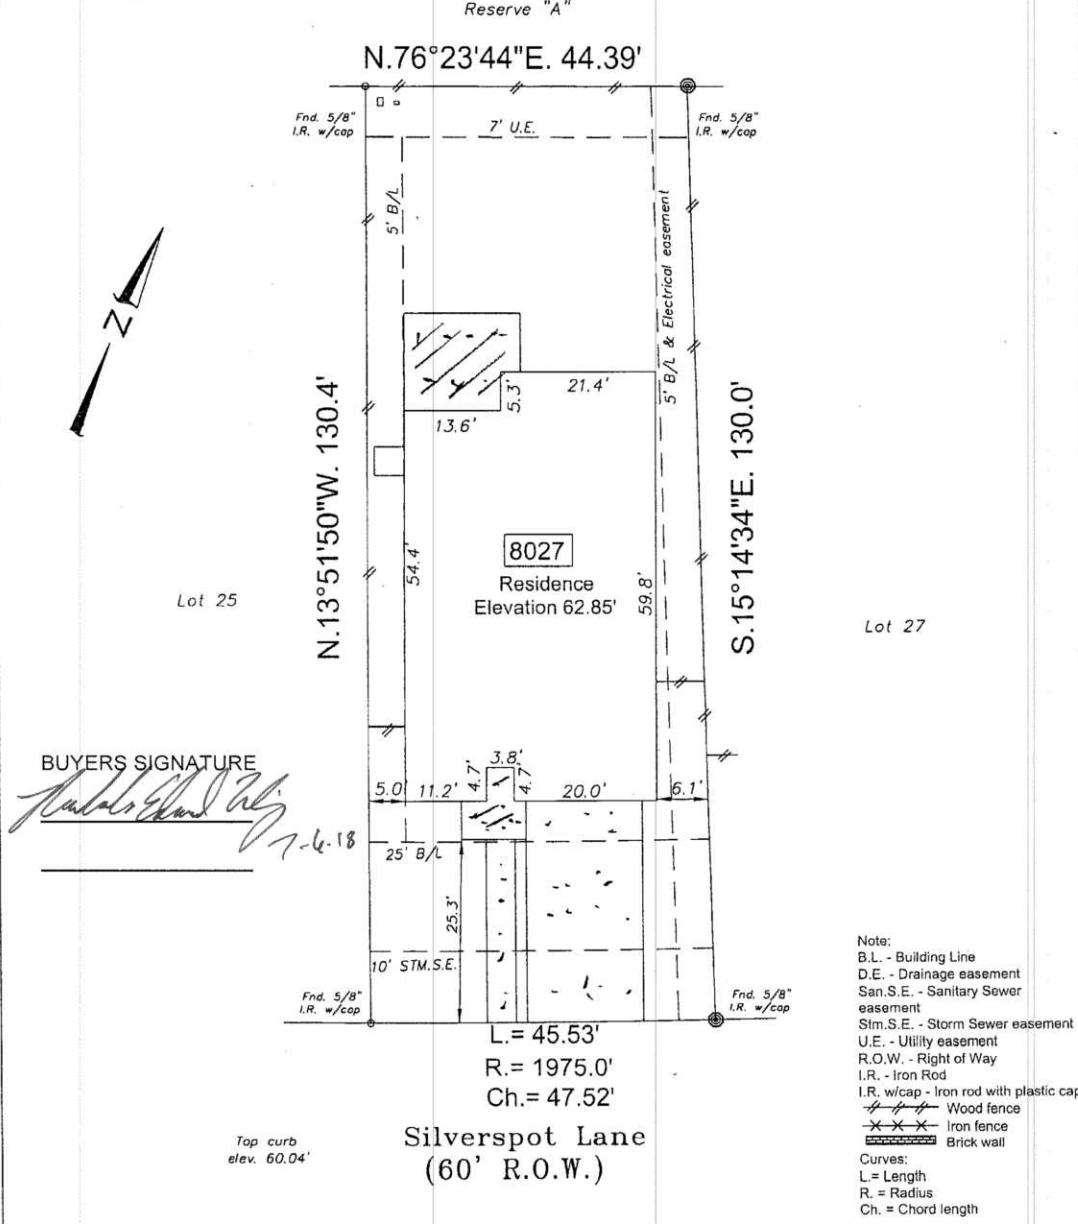 Reserve "A"
N.76°23'44"E. 44.39'
Fnd. 5/8"
I.R. w/cap
Fnd. 5/8"
I.R. w/cap
7' U.E.
5' B/L
5' B/L & Electrical easement
N
21.4'
5.3'
13.6'
N.13°51'50"W. 130.4'
S.15°14'34"E. 130.0'
54.4'
8027
Residence
Elevation 62.85'
59.8'
Lot 25
Lot 27
BUYERS SIGNATURE
7-6-18
3.8'
4.7'
4.7'
5.0'
11.2'
20.0'
6.1'
25' B/L
25.3'
10' STM.S.E.
Fnd. 5/8"
I.R. w/cap
Fnd. 5/8"
I.R. w/cap
L.= 45.53'
R.= 1975.0'
Ch.= 47.52'
Top curb
elev. 60.04'
Silverspot Lane
(60' R.O.W.)
Note:
B.L. - Building Line
D.E. - Drainage easement
San.S.E. - Sanitary Sewer
easement
Stm.S.E. - Storm Sewer easement
U.E. - Utility easement
R.O.W. - Right of Way
I.R. - Iron Rod
I.R. w/cap - Iron rod with plastic cap
Wood fence
Iron fence
Brick wall
Curves:
L.= Length
R. = Radius
Ch. = Chord length